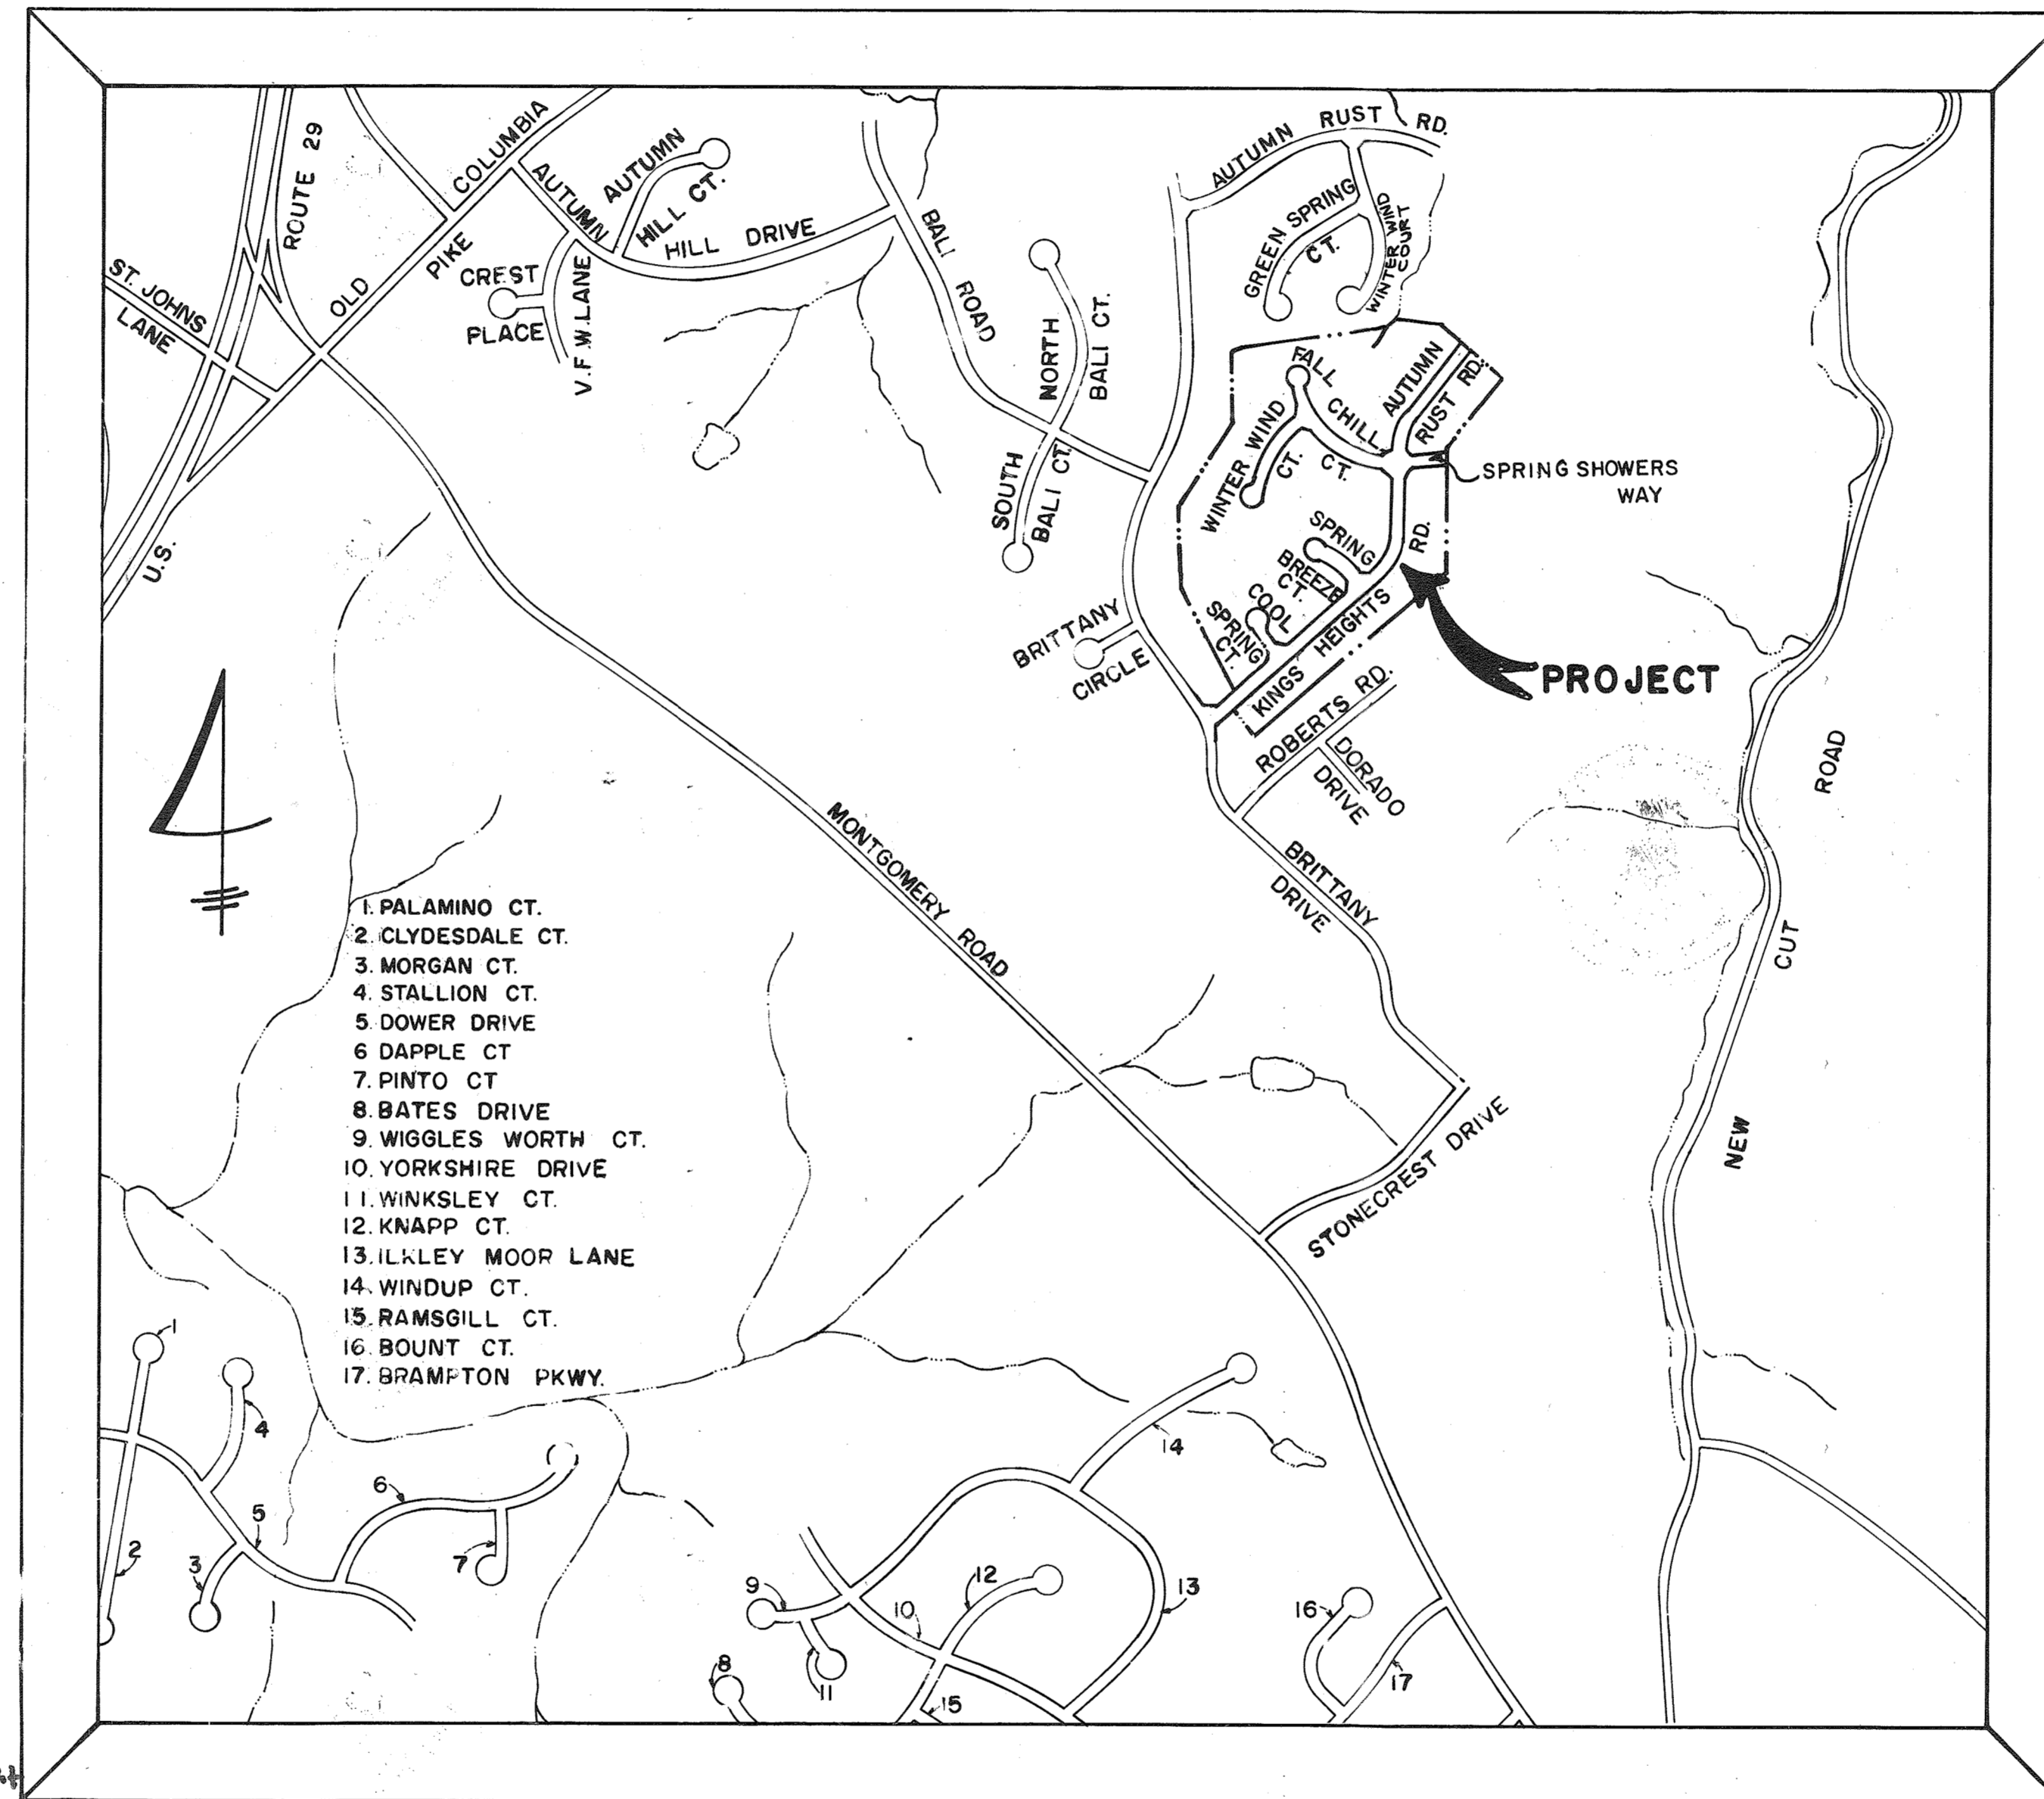 ROUTE 29
U.S.
ST. JOHNS
LANE
OLD
COLUMBIA
PIKE
AUTUMN
HILL DRIVE
AUTUMN
HILL CT.
CREST
PLACE
V.F.W. LANE
BALI
ROAD
NORTH
BALI CT.
SOUTH
BALI CT.
AUTUMN RUST RD.
GREEN SPRING
CT.
WINTER WIND
COURT
FALL
CHILL
CT.
AUTUMN
RUST RD.
WINTER WIND
CT.
SPRING SHOWERS
WAY
SPRING
BREEZE
CT.
COOL
SPRING
CT.
KINGS HEIGHTS RD.
PROJECT
BRITTANY
CIRCLE
ROBERTS RD.
DORADO
DRIVE
BRITTANY
DRIVE
MONTGOMERY ROAD
STONECREST DRIVE
NEW CUT ROAD
1. PALAMINO CT.
2. CLYDESDALE CT.
3. MORGAN CT.
4. STALLION CT.
5. DOWER DRIVE
6 DAPPLE CT
7. PINTO CT
8. BATES DRIVE
9. WIGGLES WORTH CT.
10. YORKSHIRE DRIVE
11. WINKSLEY CT.
12. KNAPP CT.
13. ILKLEY MOOR LANE
14. WINDUP CT.
15. RAMSGILL CT.
16. BOUNT CT.
17. BRAMPTON PKWY.
1
4
14
6
5
2
3
7
9
12
13
10
16
8
11
15
17